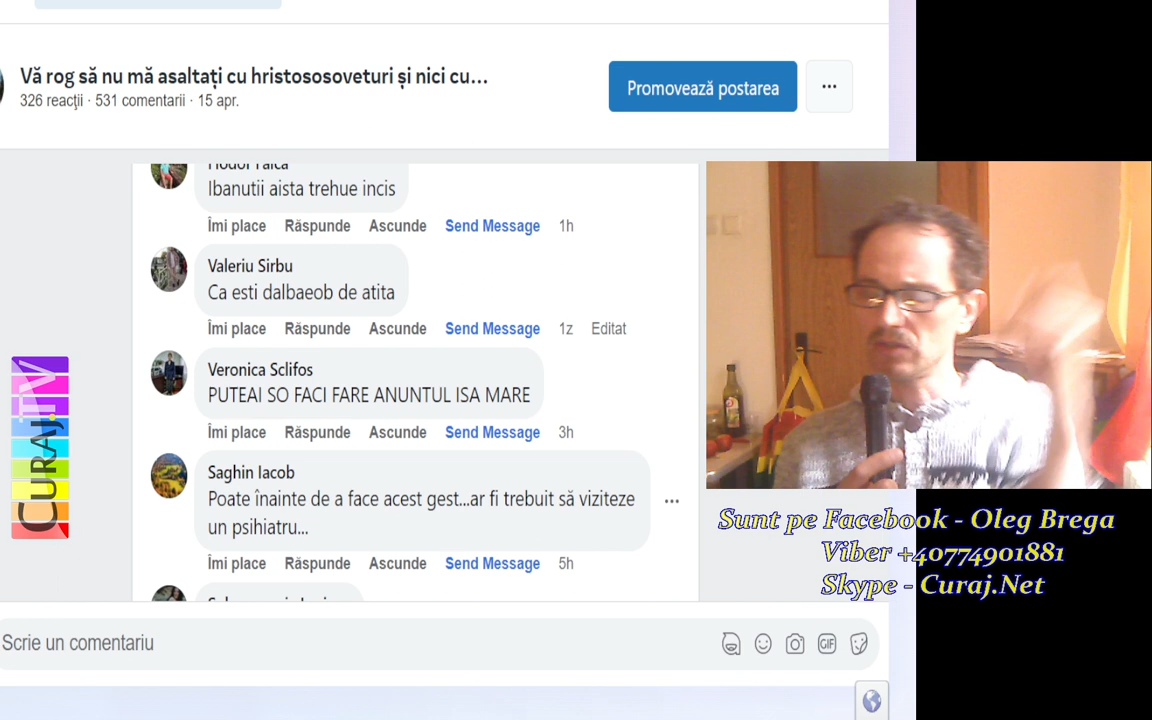 Vă rog să nu mă asaltați cu hristososoveturi și nici cu...
326 reacții · 531 comentarii · 15 apr.
Promovează postarea
Ibanutii aista trehue incis
Îmi place Răspunde Ascunde Send Message 1h
Valeriu Sirbu
Ca esti dalbaeob de atita
Îmi place Răspunde Ascunde Send Message 1z Editat
Veronica Sclifos
PUTEAI SO FACI FARE ANUNTUL ISA MARE
Îmi place Răspunde Ascunde Send Message 3h
Saghin Iacob
Poate înainte de a face acest gest...ar fi trebuit să viziteze
un psihiatru...
Îmi place Răspunde Ascunde Send Message 5h
Scrie un comentariu
GIF
CURAJ.TV
Sunt pe Facebook - Oleg Brega
Viber +40774901881
Skype - Curaj.Net